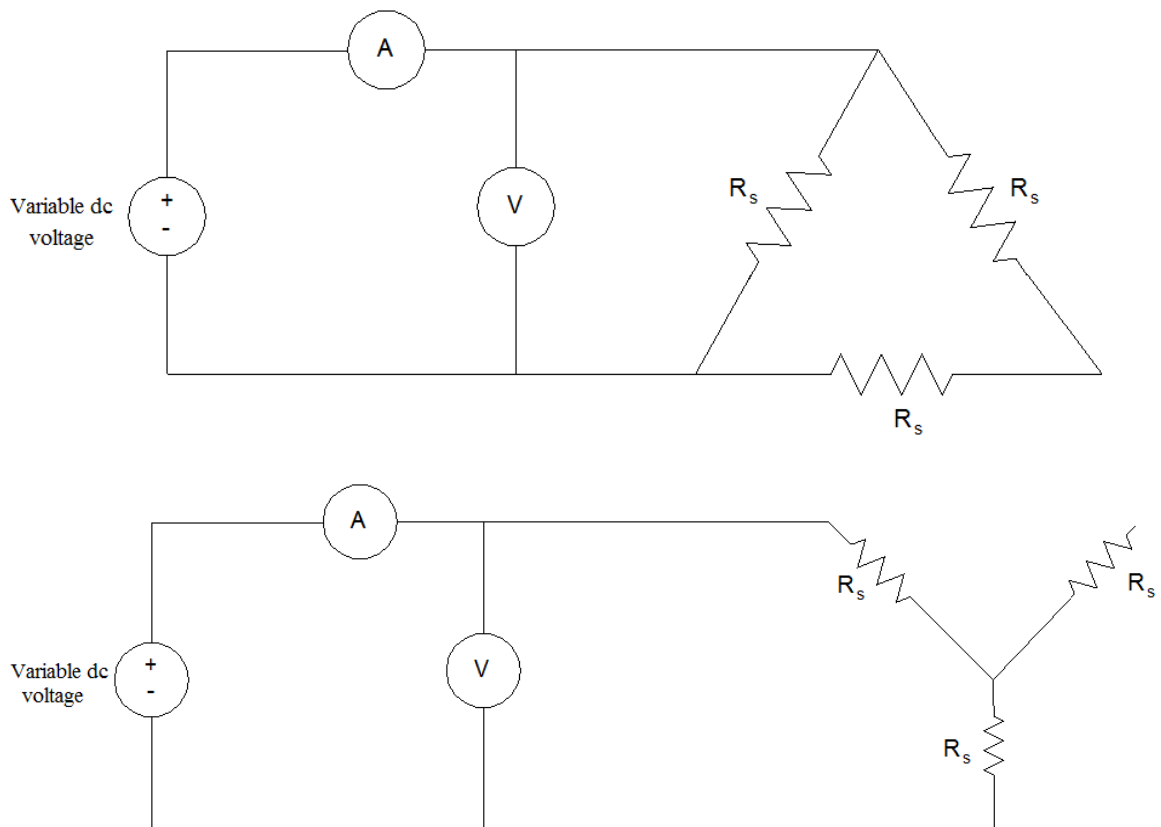 A
Variable dc
voltage
+
-
V
Rs
Rs
Rs
A
Variable dc
voltage
+
-
V
Rs
Rs
Rs